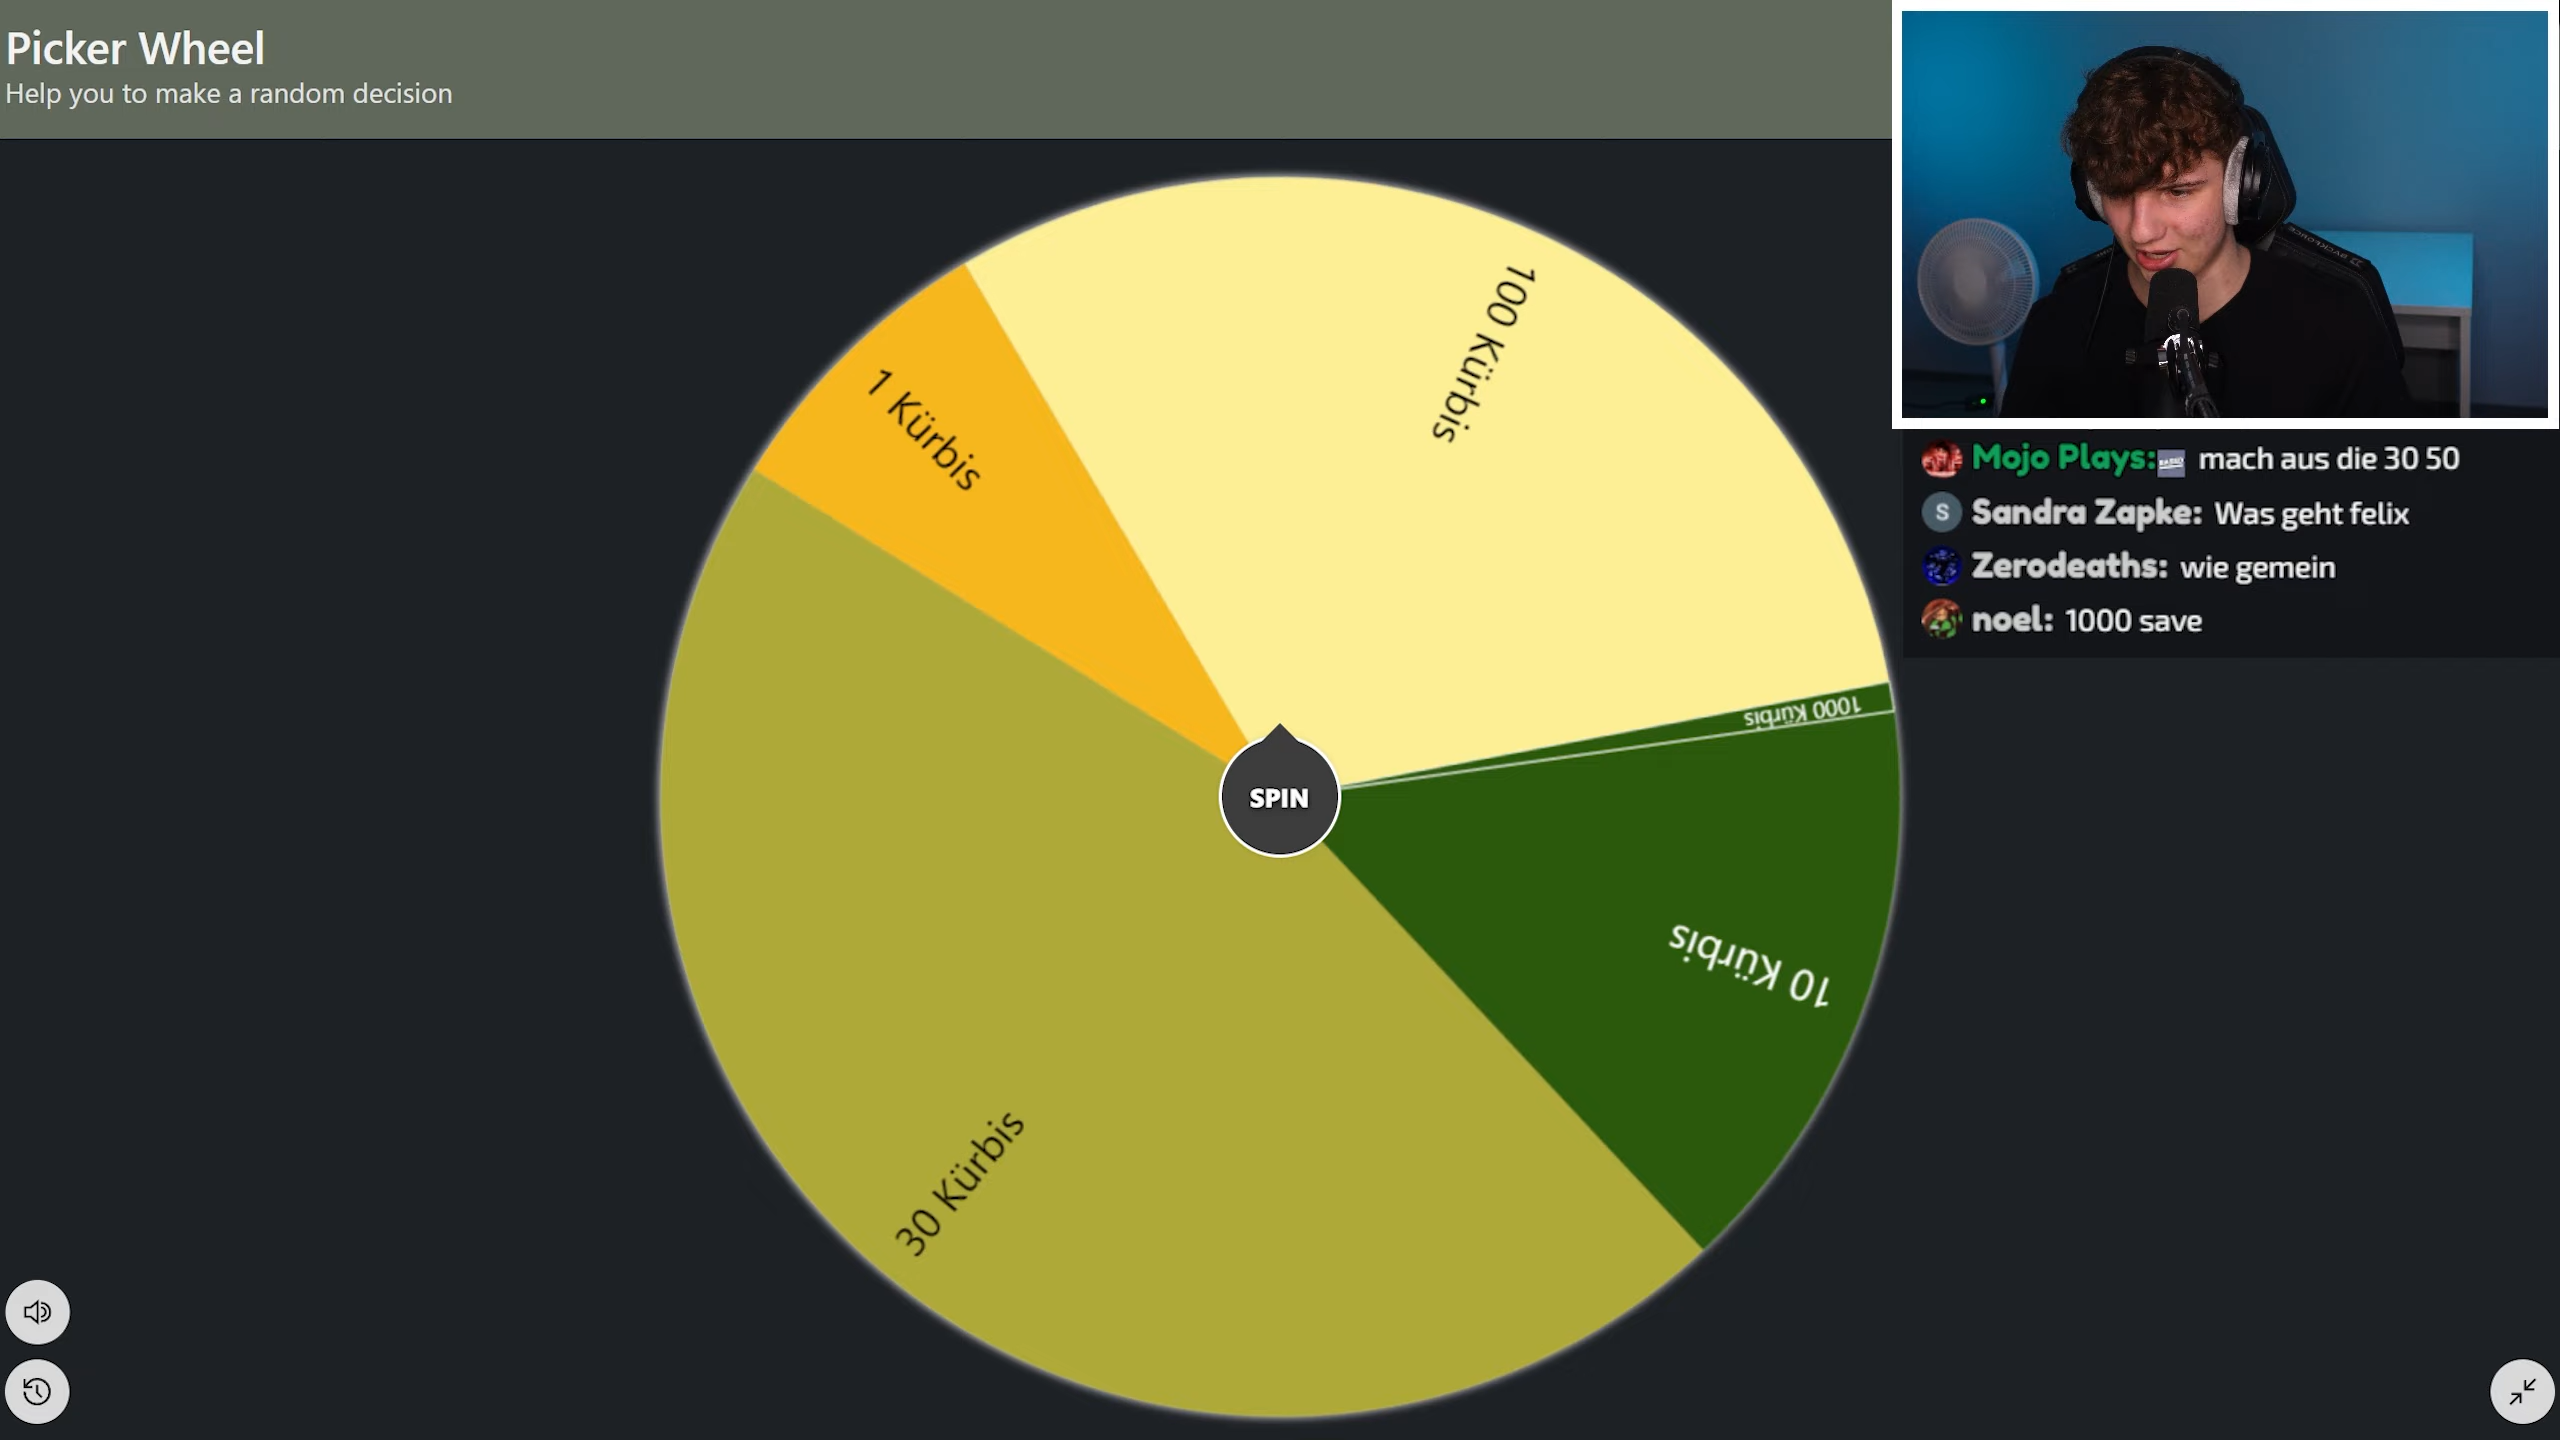 Picker Wheel
Help you to make a random decision
100 Kürbis
1 Kürbis
1000 Kürbis
SPIN
10 Kürbis
30 Kürbis
Mojo Plays: mach aus die 30 50
S Sandra Zapke: Was geht felix
Zerodeaths: wie gemein
noel: 1000 save